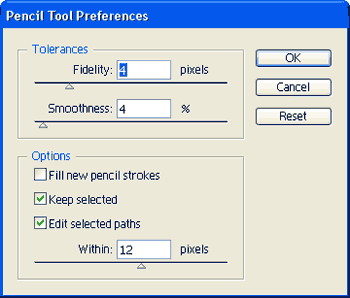 Pencil Tool Preferences
Tolerances
Fidelity: 4 pixels
Smoothness: 4 %
OK
Cancel
Reset
Options
Fill new pencil strokes
Keep selected
Edit selected paths
Within: 12 pixels